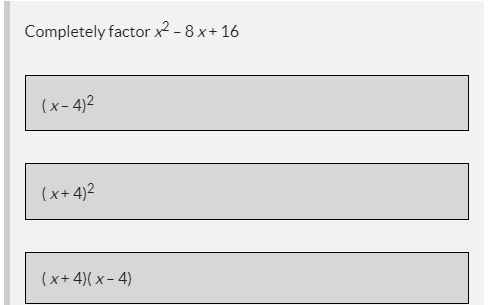 Completely factor x² – 8 x + 16
( x – 4)²
( x + 4)²
( x + 4)( x – 4)